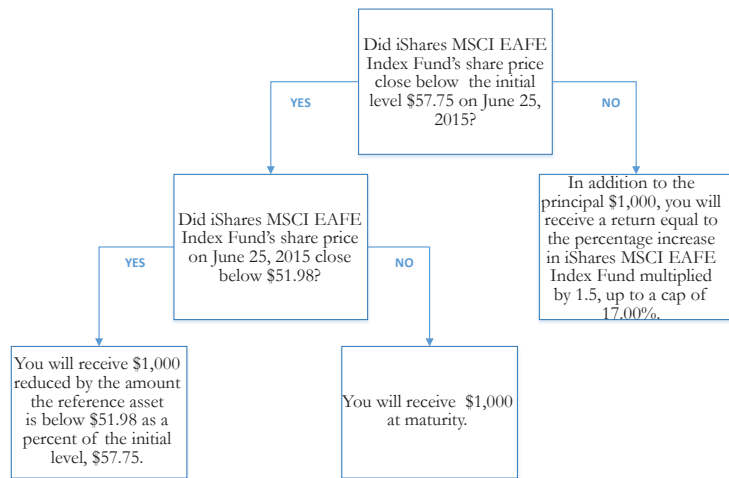 Did iShares MSCI EAFE
Index Fund's share price
close below the initial
level $57.75 on June 25,
2015?
YES
NO
Did iShares MSCI EAFE
Index Fund's share price
on June 25, 2015 close
below $51.98?
In addition to the
principal $1,000, you will
receive a return equal to
the percentage increase
in iShares MSCI EAFE
Index Fund multiplied
by 1.5, up to a cap of
17.00%.
YES
NO
You will receive $1,000
reduced by the amount
the reference asset
is below $51.98 as a
percent of the initial
level, $57.75.
You will receive $1,000
at maturity.